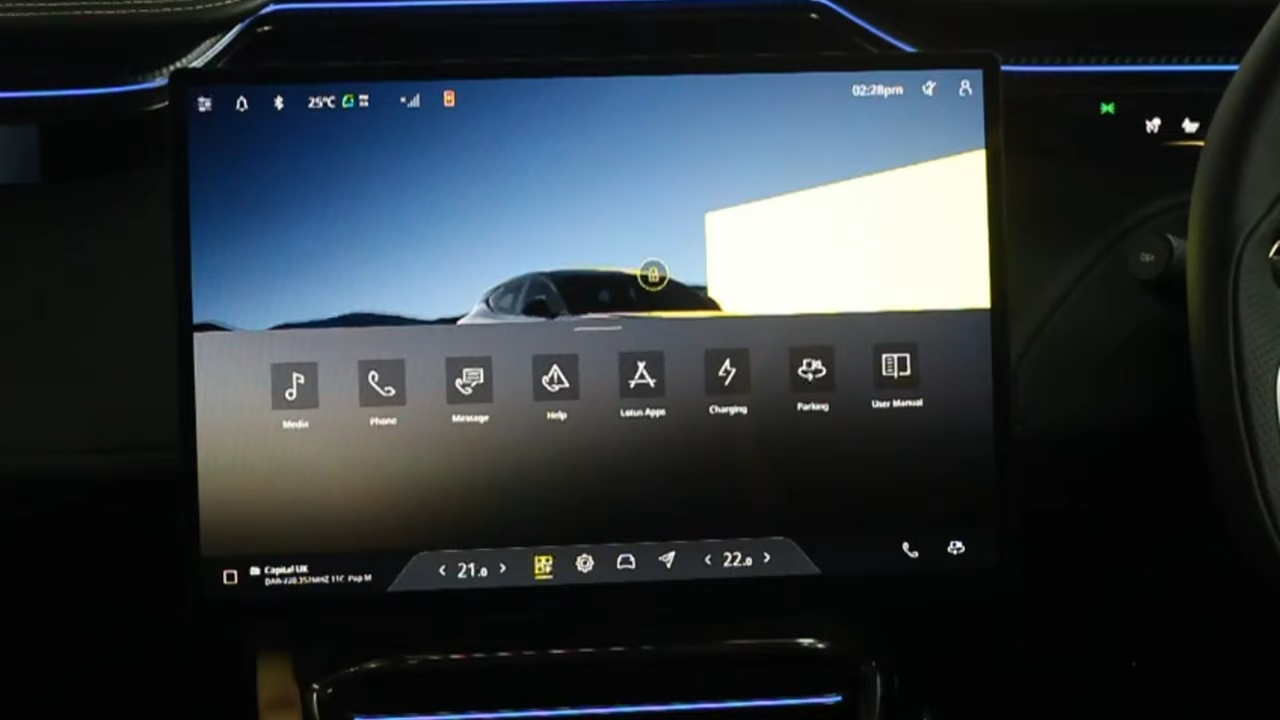 25°C
02:28pm
Media
Phone
Message
Help
Lotus Apps
Charging
Parking
User Manual
Capital UK
21.0
22.0